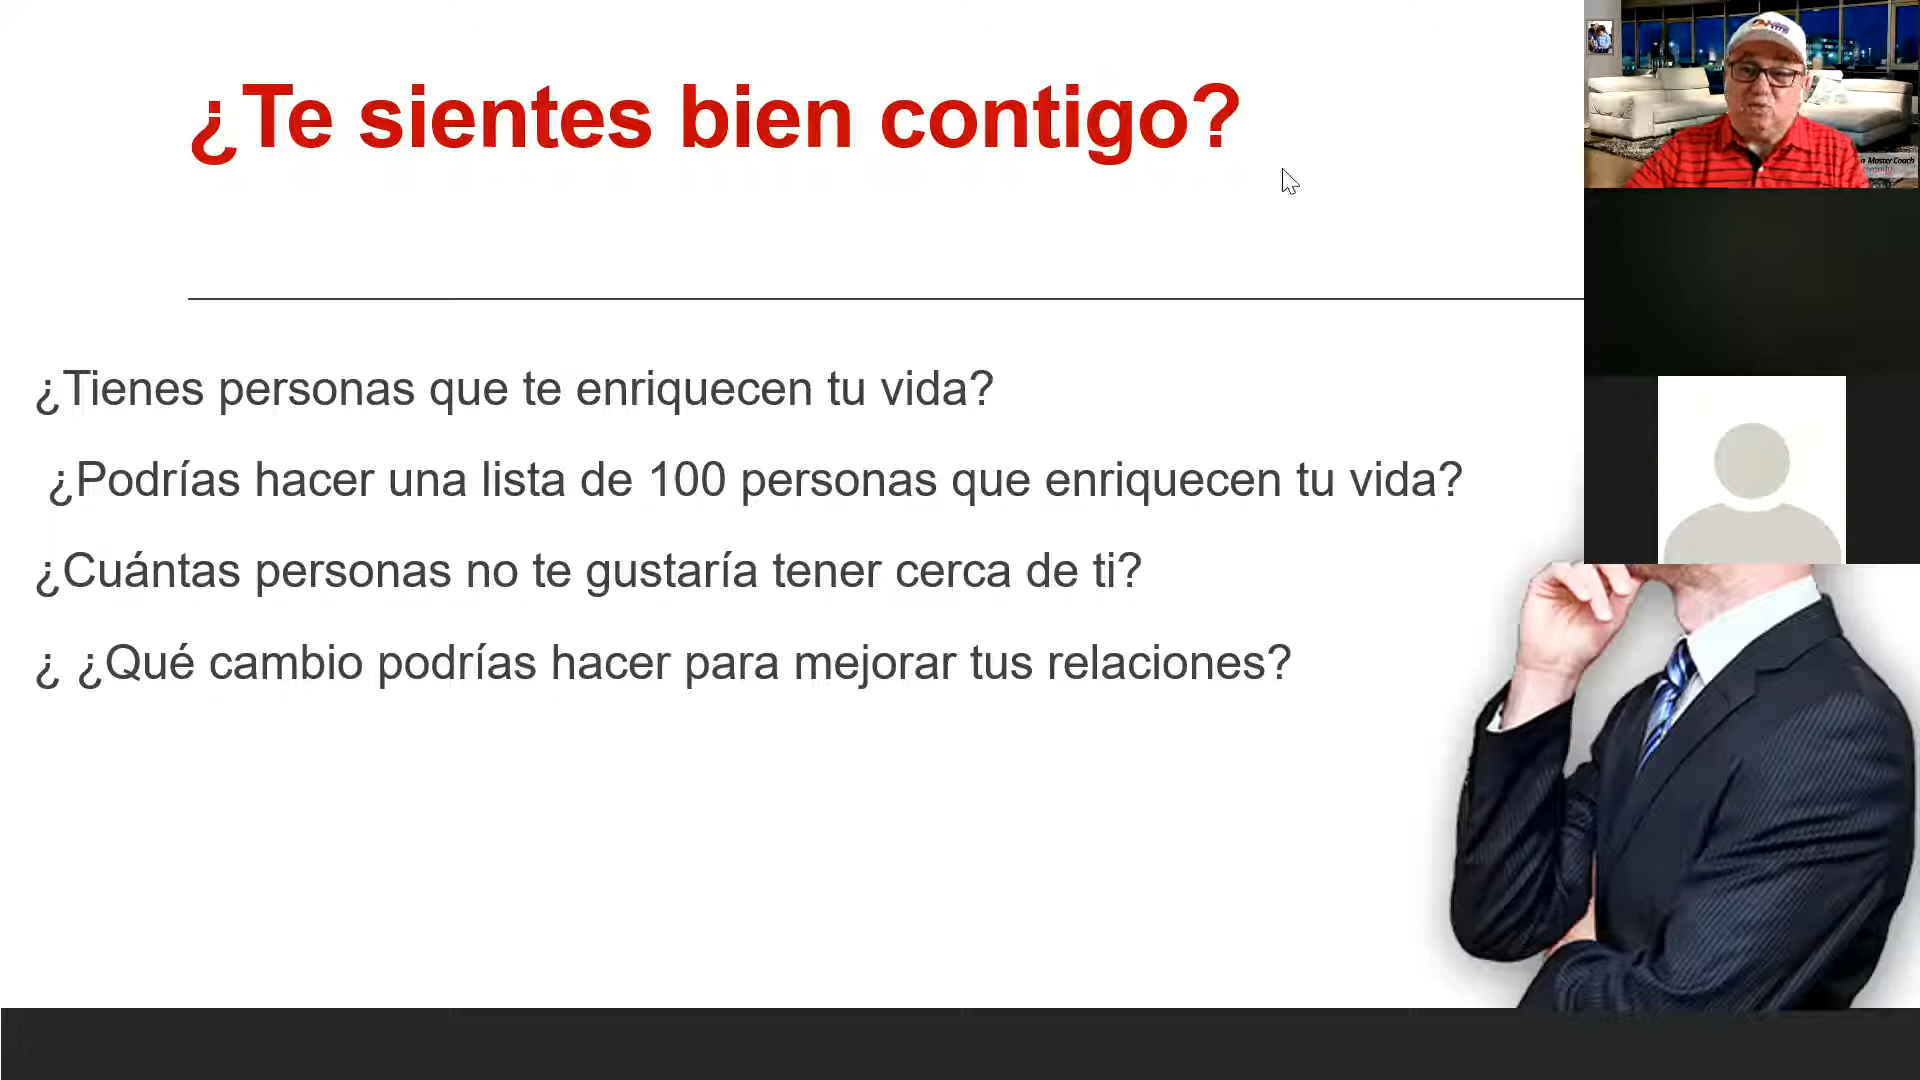 ¿Te sientes bien contigo?
¿Tienes personas que te enriquecen tu vida?
¿Podrías hacer una lista de 100 personas que enriquecen tu vida?
¿Cuántas personas no te gustaría tener cerca de ti?
¿ ¿Qué cambio podrías hacer para mejorar tus relaciones?
Master Coach